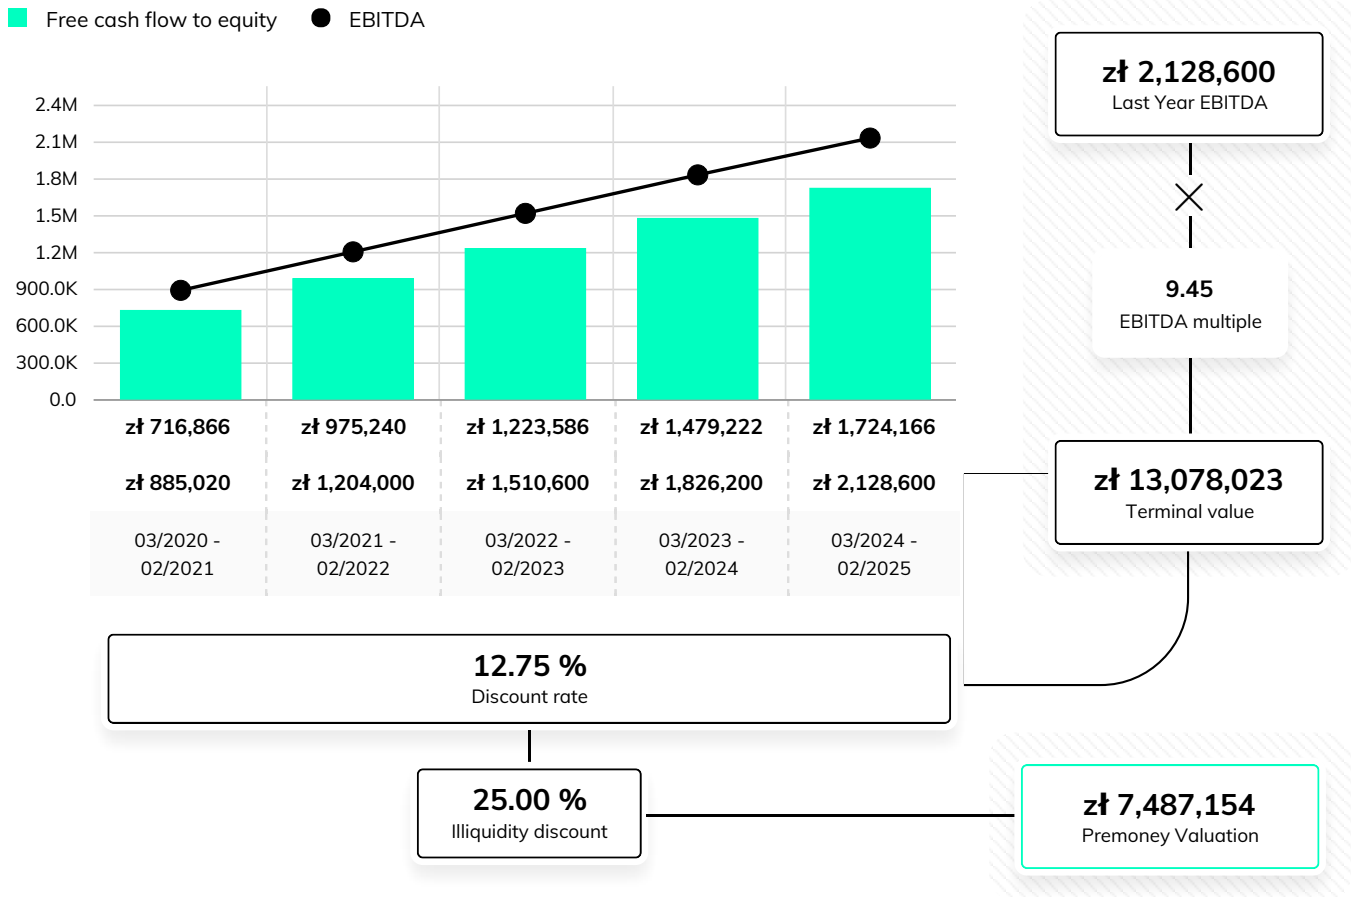 Free cash flow to equity
EBITDA
2.4M
2.1M
1.8M
1.5M
1.2M
900.0K
600.0K
300.0K
0.0
zł 716,866
zł 975,240
zł 1,223,586
zł 1,479,222
zł 1,724,166
zł 885,020
zł 1,204,000
zł 1,510,600
zł 1,826,200
zł 2,128,600
03/2020 -
02/2021
03/2021 -
02/2022
03/2022 -
02/2023
03/2023 -
02/2024
03/2024 -
02/2025
zł 2,128,600
Last Year EBITDA
9.45
EBITDA multiple
zł 13,078,023
Terminal value
12.75 %
Discount rate
25.00 %
Illiquidity discount
zł 7,487,154
Premoney Valuation